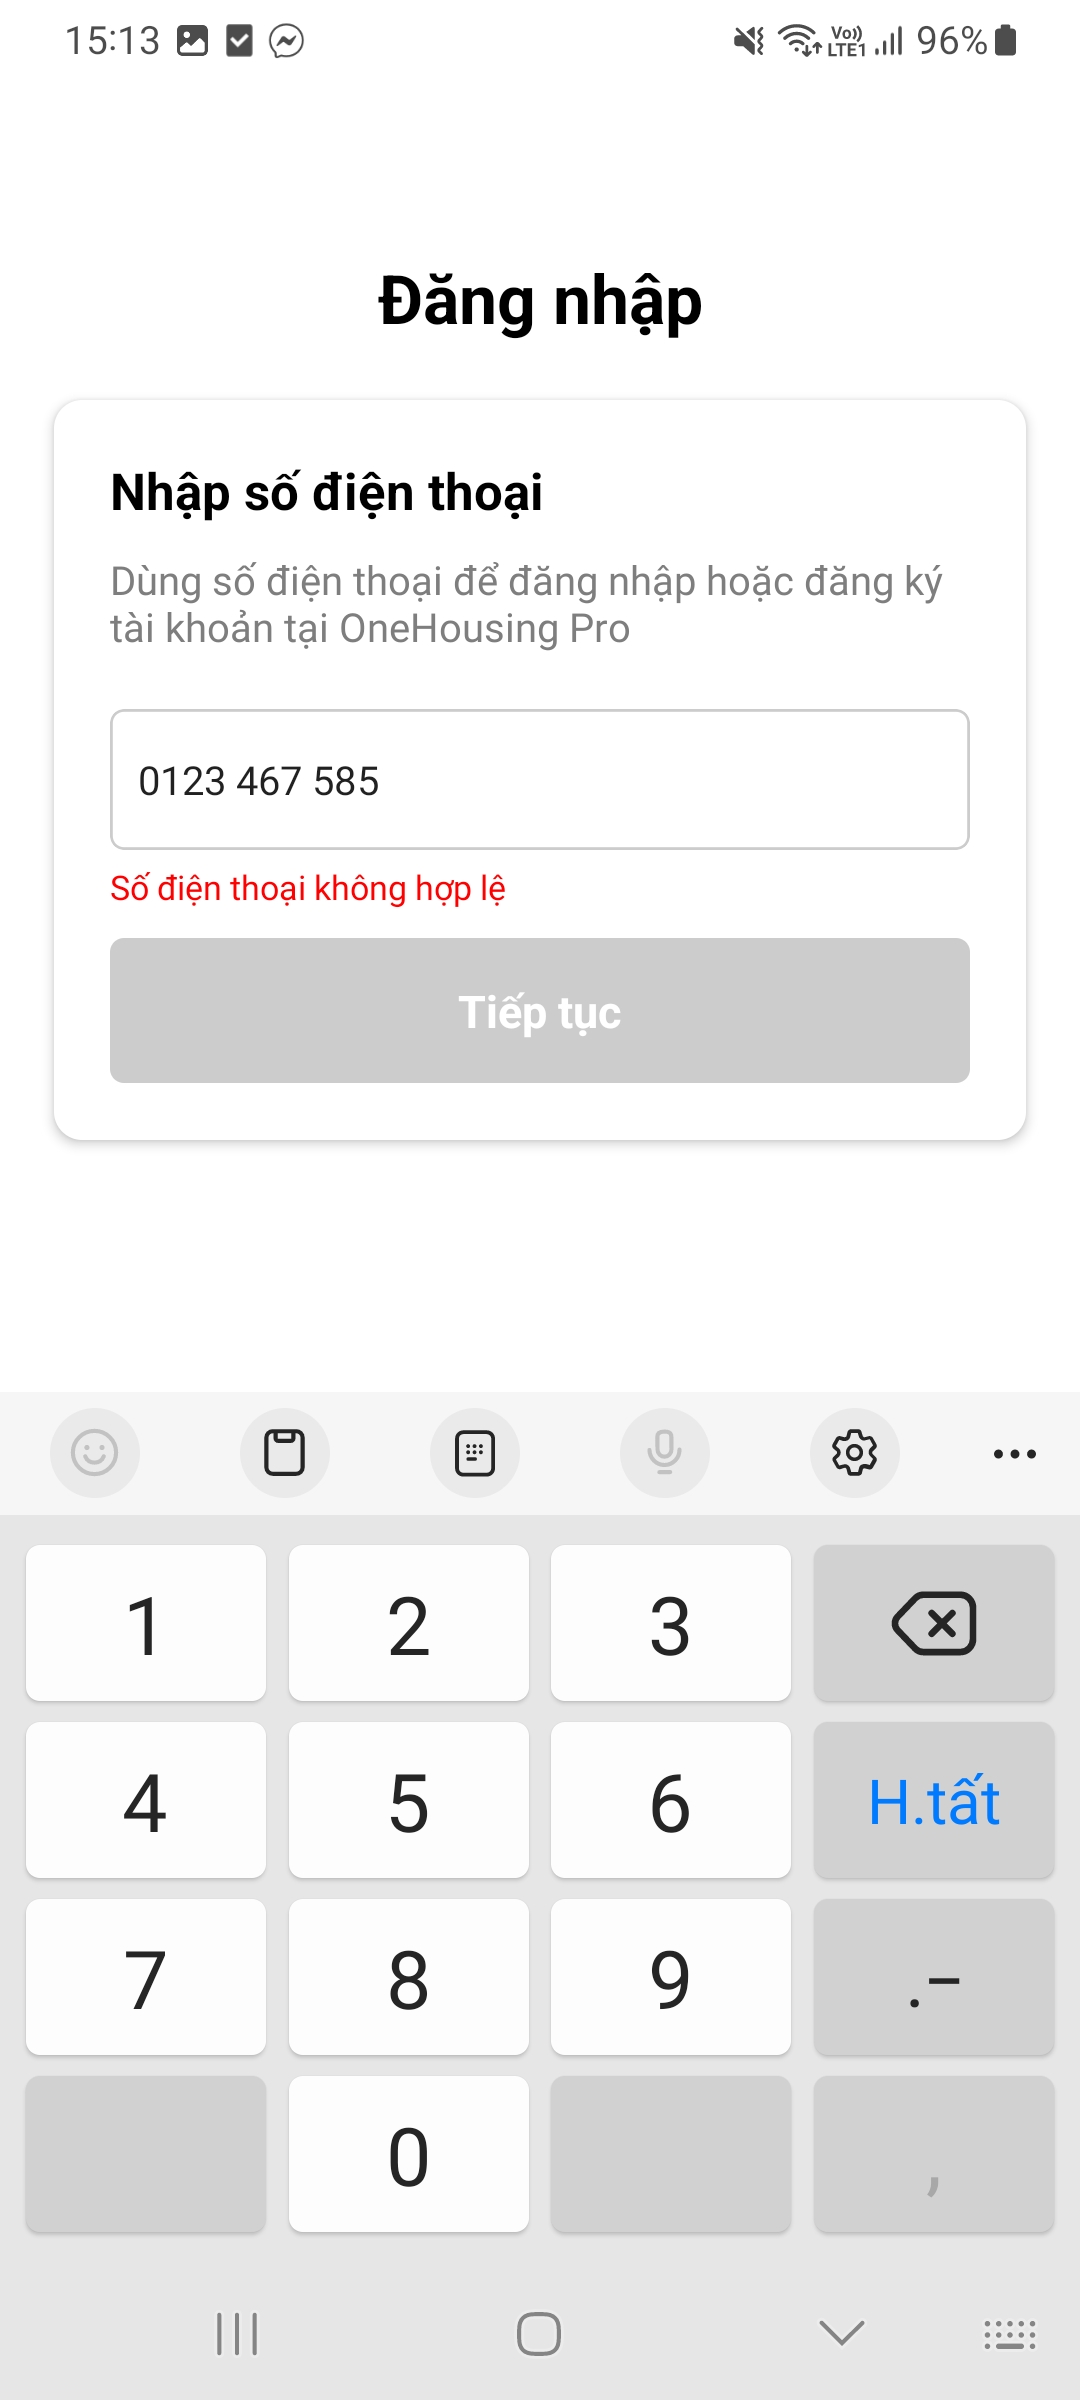 15:13
Vo)) LTE1 96%
Đăng nhập
Nhập số điện thoại
Dùng số điện thoại để đăng nhập hoặc đăng ký
tài khoản tại OneHousing Pro
0123 467 585
Số điện thoại không hợp lệ
Tiếp tục
1 2 3
4 5 6 H.tất
7 8 9 .–
0 ,